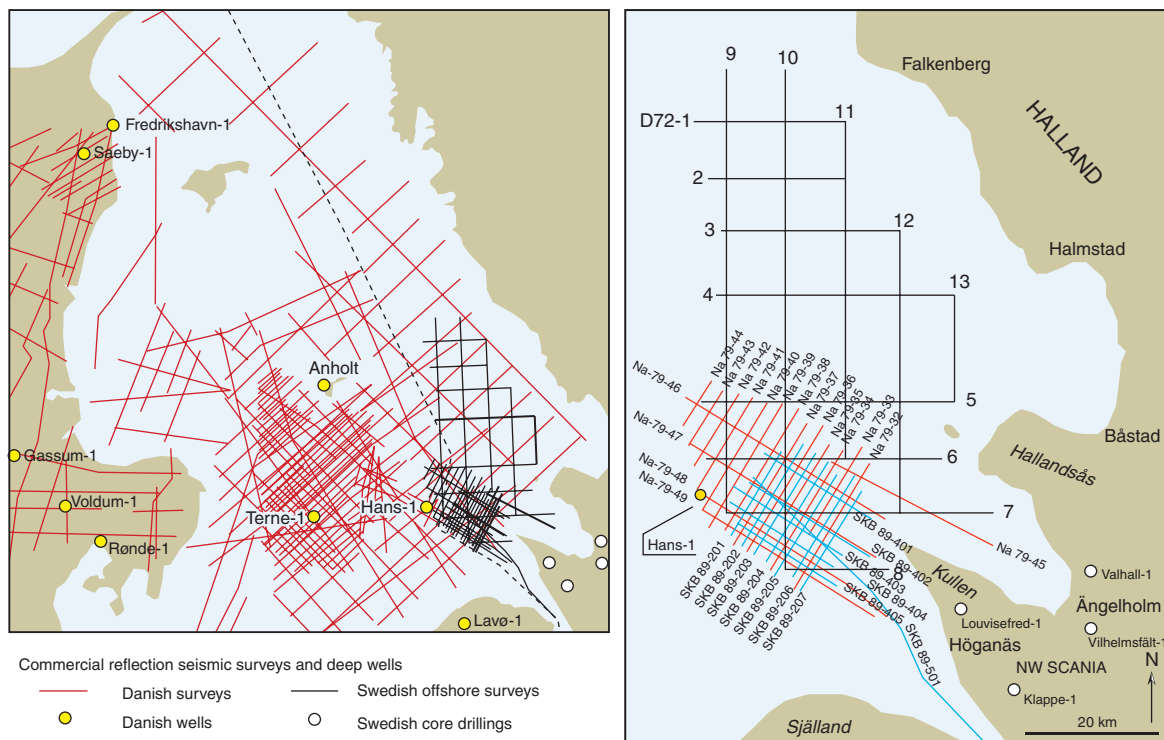 Fredrikshavn-1
Saeby-1
Anholt
Gassum-1
Voldum-1
Terne-1
Hans-1
Rønde-1
Lavø-1
Commercial reflection seismic surveys and deep wells
Danish surveys
Swedish offshore surveys
Danish wells
Swedish core drillings
9
10
Falkenberg
D72-1
11
HALLAND
2
3
12
Halmstad
4
13
Na 79-44
Na 79-43
Na 79-42
Na 79-41
Na 79-40
Na 79-39
Na 79-38
Na 79-37
Na 79-36
Na 79-35
Na 79-34
Na 79-33
Na 79-32
Na-79-46
5
Na-79-47
Båstad
Hallandsås
6
Na-79-48
Na-79-49
7
Hans-1
SKB 89-401
SKB 89-402
Na 79-45
SKB 89-403
8
SKB 89-404
SKB 89-405
SKB 89-201
SKB 89-202
SKB 89-203
SKB 89-204
SKB 89-205
SKB 89-206
SKB 89-207
SKB 89-501
Kullen
Valhall-1
Louvisefred-1
Ängelholm
Höganäs
Vilhelmsfält-1
NW SCANIA
N
Klappe-1
Själland
20 km